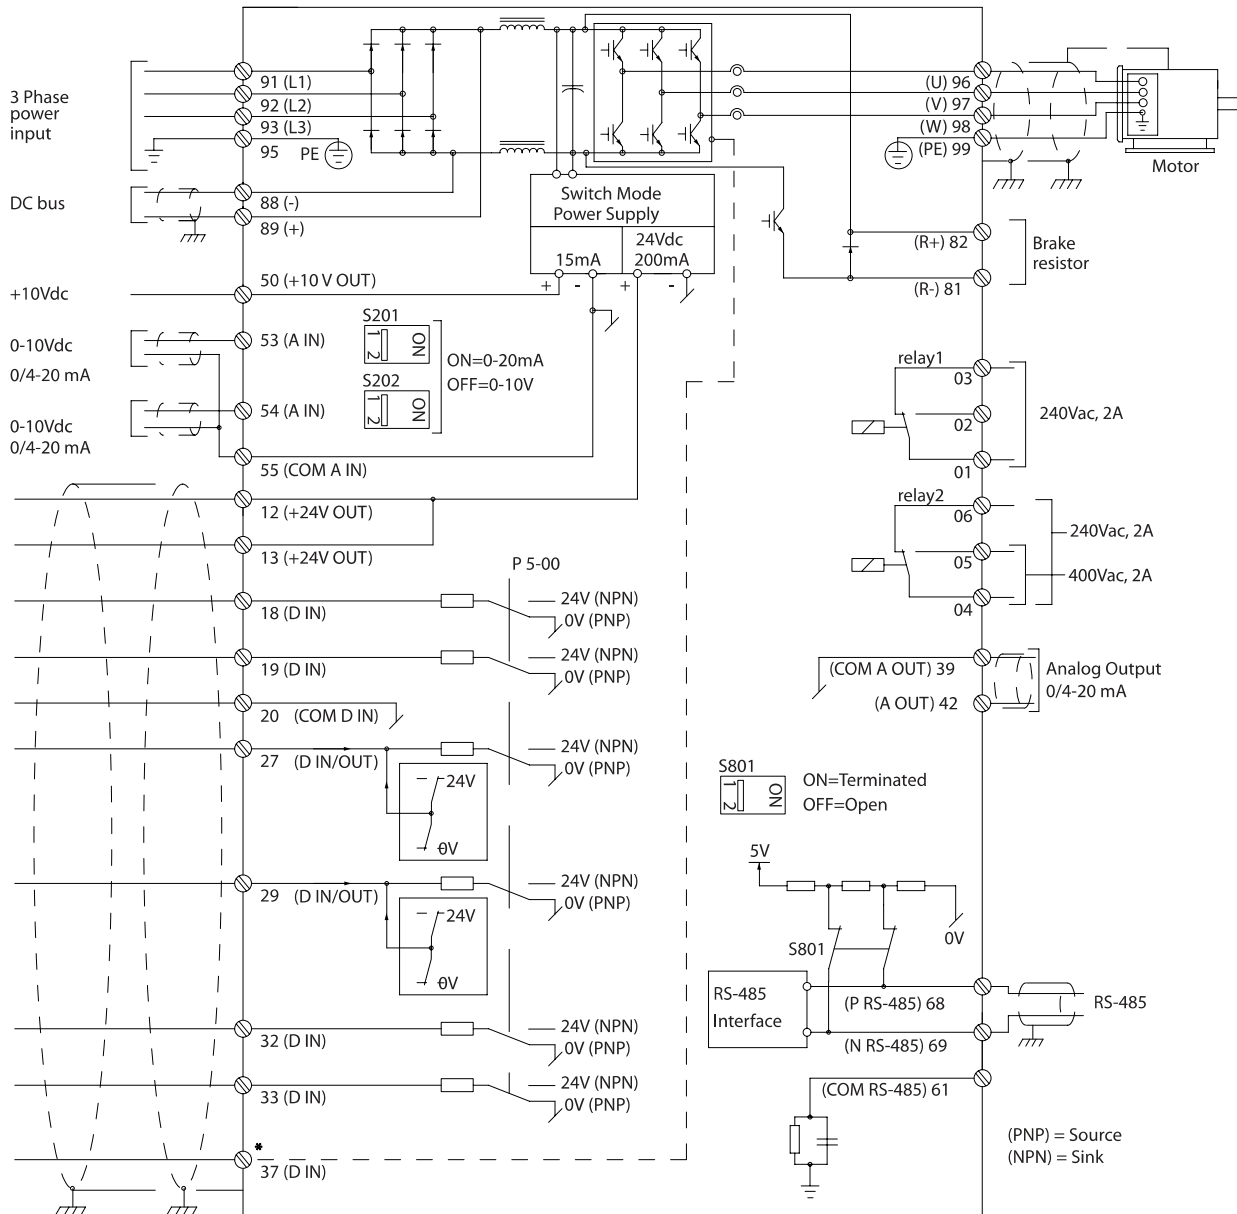 3 Phase
power
input
91 (L1)
92 (L2)
93 (L3)
95
PE
DC bus
88 (-)
89 (+)
+10Vdc
50 (+10 V OUT)
0-10Vdc
0/4-20 mA
53 (A IN)
0-10Vdc
0/4-20 mA
54 (A IN)
55 (COM A IN)
12 (+24V OUT)
13 (+24V OUT)
18 (D IN)
19 (D IN)
20 (COM D IN)
27 (D IN/OUT)
29 (D IN/OUT)
32 (D IN)
33 (D IN)
*
37 (D IN)
Switch Mode
Power Supply
15mA
24Vdc
200mA
+
-
+
-
S201
1
2
ON
S202
1
2
ON
ON=0-20mA
OFF=0-10V
P 5-00
24V (NPN)
0V (PNP)
24V (NPN)
0V (PNP)
24V (NPN)
0V (PNP)
24V
0V
24V (NPN)
0V (PNP)
24V
0V
24V (NPN)
0V (PNP)
24V (NPN)
0V (PNP)
(U) 96
(V) 97
(W) 98
(PE) 99
Motor
(R+) 82
(R-) 81
Brake
resistor
relay1
03
02
01
240Vac, 2A
relay2
06
05
04
240Vac, 2A
400Vac, 2A
(COM A OUT) 39
(A OUT) 42
Analog Output
0/4-20 mA
S801
1
2
ON
ON=Terminated
OFF=Open
5V
0V
S801
RS-485
Interface
(P RS-485) 68
(N RS-485) 69
(COM RS-485) 61
RS-485
(PNP) = Source
(NPN) = Sink